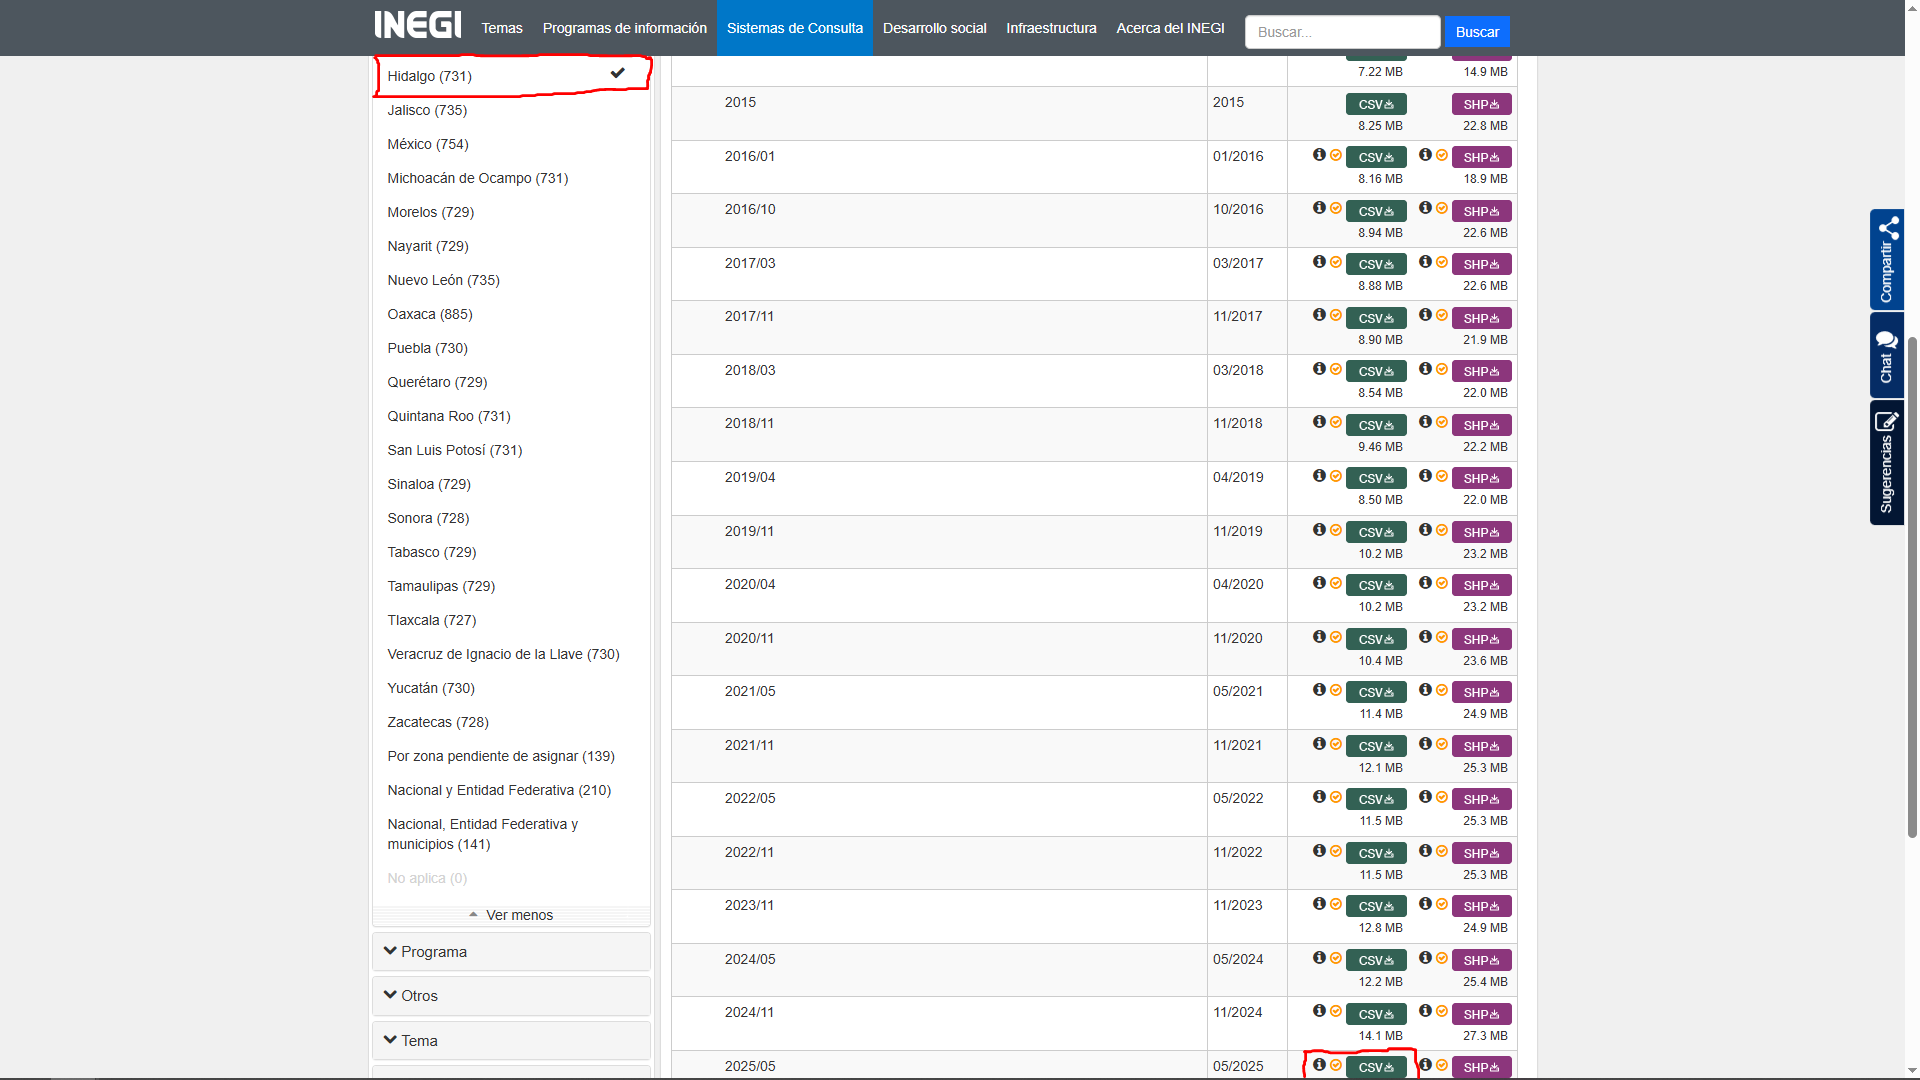 INEGI Temas Programas de información Sistemas de Consulta Desarrollo social Infraestructura Acerca del INEGI Buscar... Buscar
Hidalgo (731)
Jalisco (735)
México (754)
Michoacán de Ocampo (731)
Morelos (729)
Nayarit (729)
Nuevo León (735)
Oaxaca (885)
Puebla (730)
Querétaro (729)
Quintana Roo (731)
San Luis Potosí (731)
Sinaloa (729)
Sonora (728)
Tabasco (729)
Tamaulipas (729)
Tlaxcala (727)
Veracruz de Ignacio de la Llave (730)
Yucatán (730)
Zacatecas (728)
Por zona pendiente de asignar (139)
Nacional y Entidad Federativa (210)
Nacional, Entidad Federativa y
municipios (141)
No aplica (0)
Ver menos
Programa
Otros
Tema
7.22 MB 14.9 MB
2015 2015 CSV SHP
8.25 MB 22.8 MB
2016/01 01/2016 CSV SHP
8.16 MB 18.9 MB
2016/10 10/2016 CSV SHP
8.94 MB 22.6 MB
2017/03 03/2017 CSV SHP
8.88 MB 22.6 MB
2017/11 11/2017 CSV SHP
8.90 MB 21.9 MB
2018/03 03/2018 CSV SHP
8.54 MB 22.0 MB
2018/11 11/2018 CSV SHP
9.46 MB 22.2 MB
2019/04 04/2019 CSV SHP
8.50 MB 22.0 MB
2019/11 11/2019 CSV SHP
10.2 MB 23.2 MB
2020/04 04/2020 CSV SHP
10.2 MB 23.2 MB
2020/11 11/2020 CSV SHP
10.4 MB 23.6 MB
2021/05 05/2021 CSV SHP
11.4 MB 24.9 MB
2021/11 11/2021 CSV SHP
12.1 MB 25.3 MB
2022/05 05/2022 CSV SHP
11.5 MB 25.3 MB
2022/11 11/2022 CSV SHP
11.5 MB 25.3 MB
2023/11 11/2023 CSV SHP
12.8 MB 24.9 MB
2024/05 05/2024 CSV SHP
12.2 MB 25.4 MB
2024/11 11/2024 CSV SHP
14.1 MB 27.3 MB
2025/05 05/2025 CSV SHP
Compartir
Chat
Sugerencias